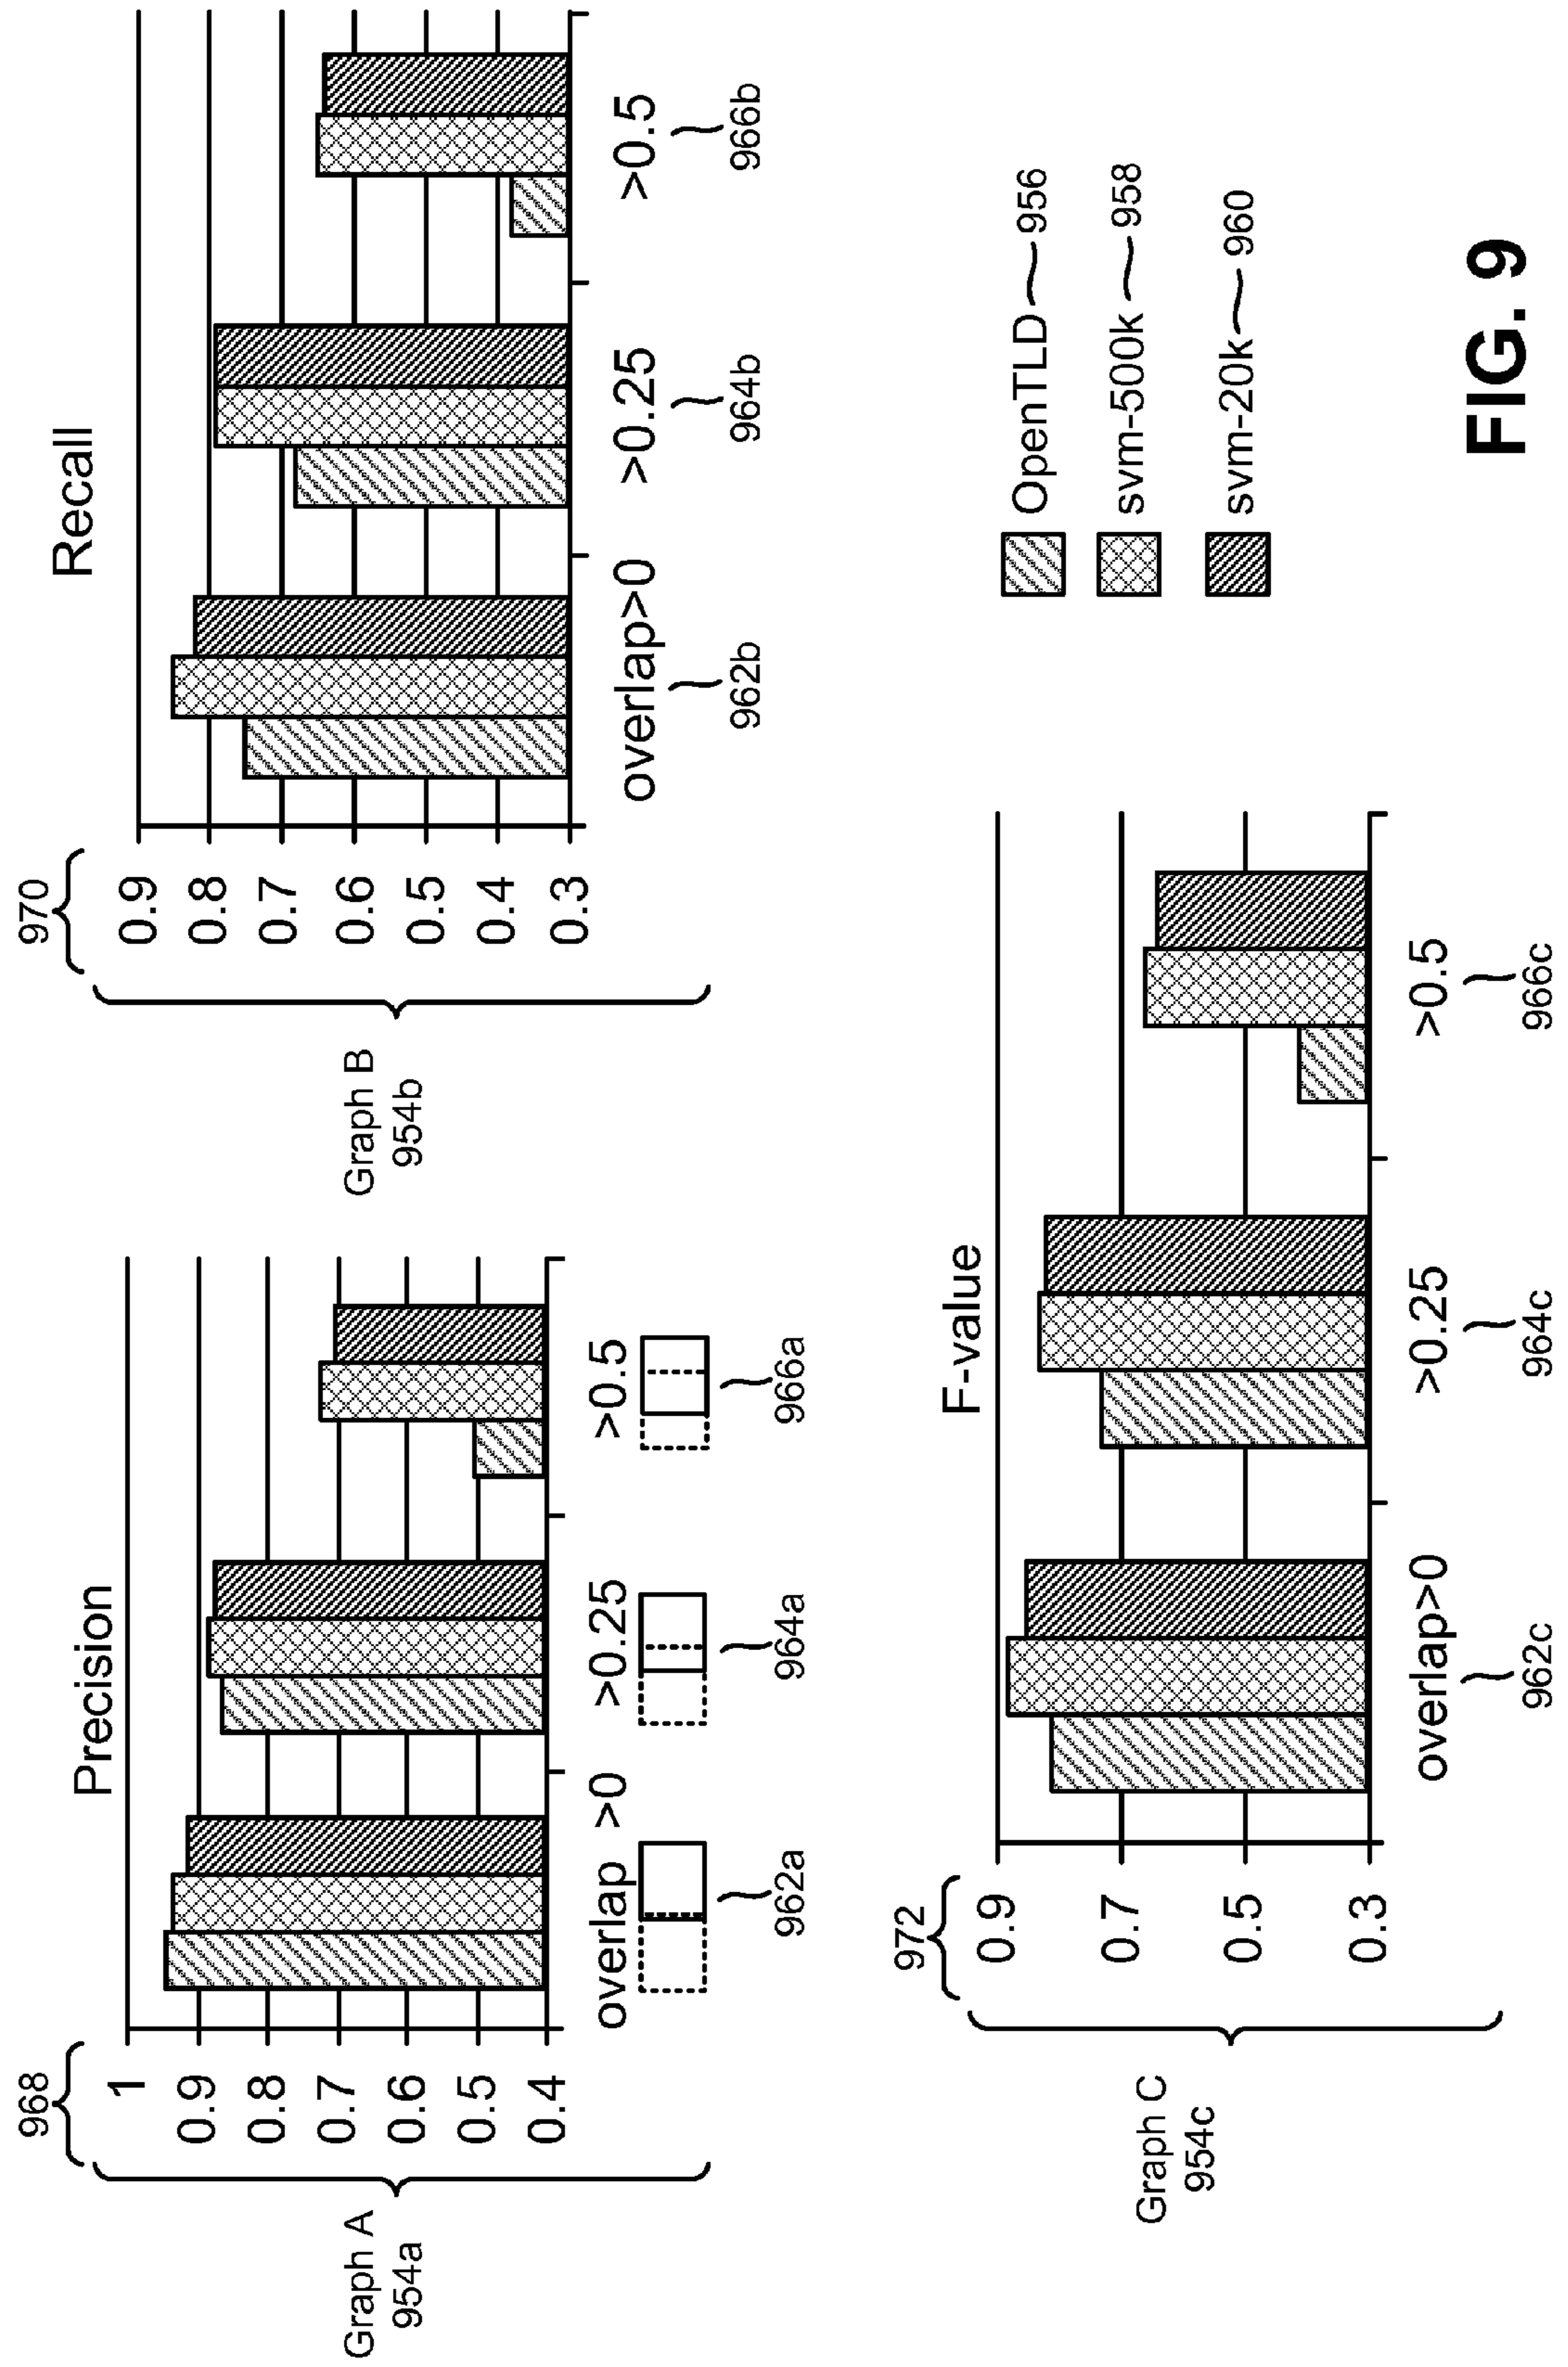 Precision
968
1
0.9
0.8
0.7
0.6
0.5
0.4
Graph A
954a
overlap >0
>0.25
>0.5
962a
964a
966a
Recall
970
0.9
0.8
0.7
0.6
0.5
0.4
0.3
Graph B
954b
overlap>0
>0.25
>0.5
962b
964b
966b
F-value
972
0.9
0.7
0.5
0.3
Graph C
954c
overlap>0
>0.25
>0.5
962c
964c
966c
OpenTLD 956
svm-500k 958
svm-20k 960
FIG. 9